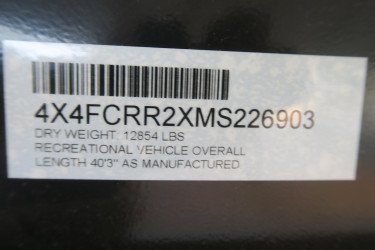 4X4FCRR2XMS226903
DRY WEIGHT: 12854 LBS
RECREATIONAL VEHICLE OVERALL
LENGTH 40'3" AS MANUFACTURED